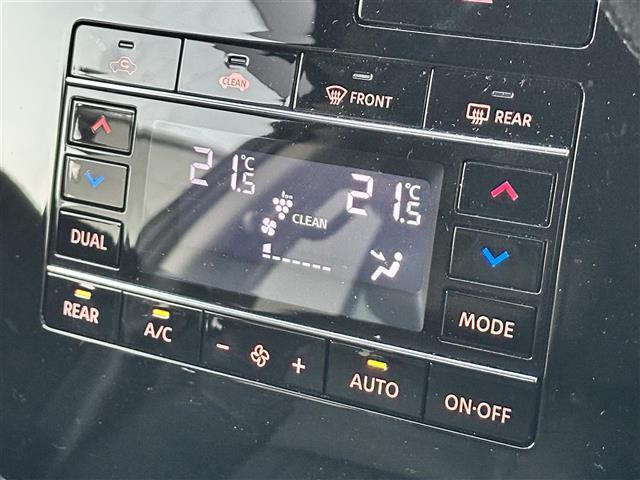 CLEAN
FRONT
REAR
21.5°C
21.5°C
CLEAN
DUAL
REAR
A/C
- +
AUTO
MODE
ON·OFF